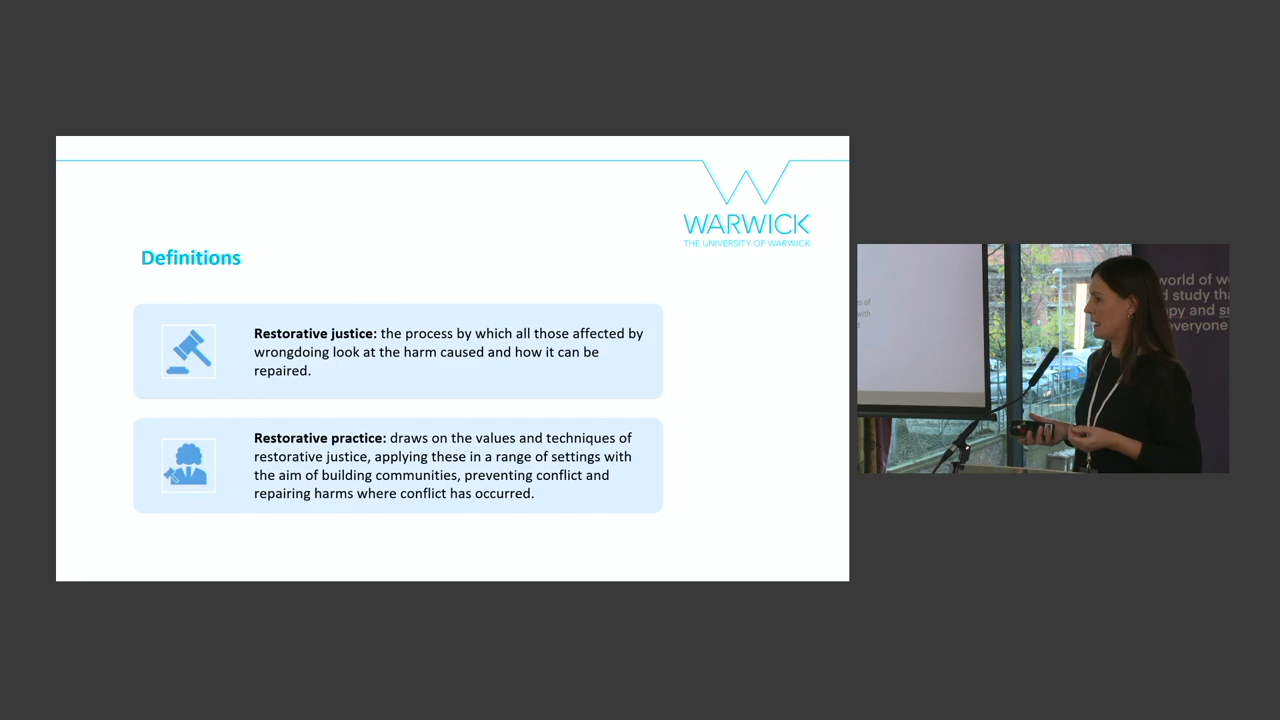 WARWICK
THE UNIVERSITY OF WARWICK
Definitions
Restorative justice: the process by which all those affected by
wrongdoing look at the harm caused and how it can be
repaired.
Restorative practice: draws on the values and techniques of
restorative justice, applying these in a range of settings with
the aim of building communities, preventing conflict and
repairing harms where conflict has occurred.
s of
with
world of w
d study tha
ppy and su
everyone